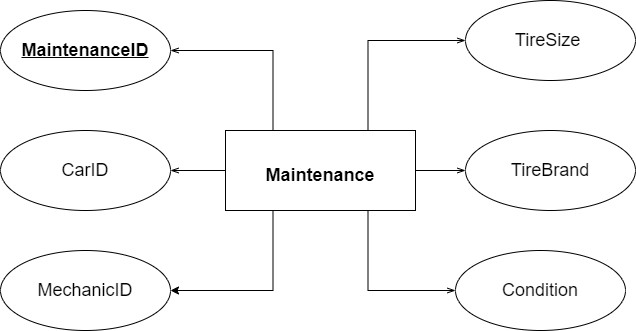 MaintenanceID
TireSize
CarID
Maintenance
TireBrand
MechanicID
Condition